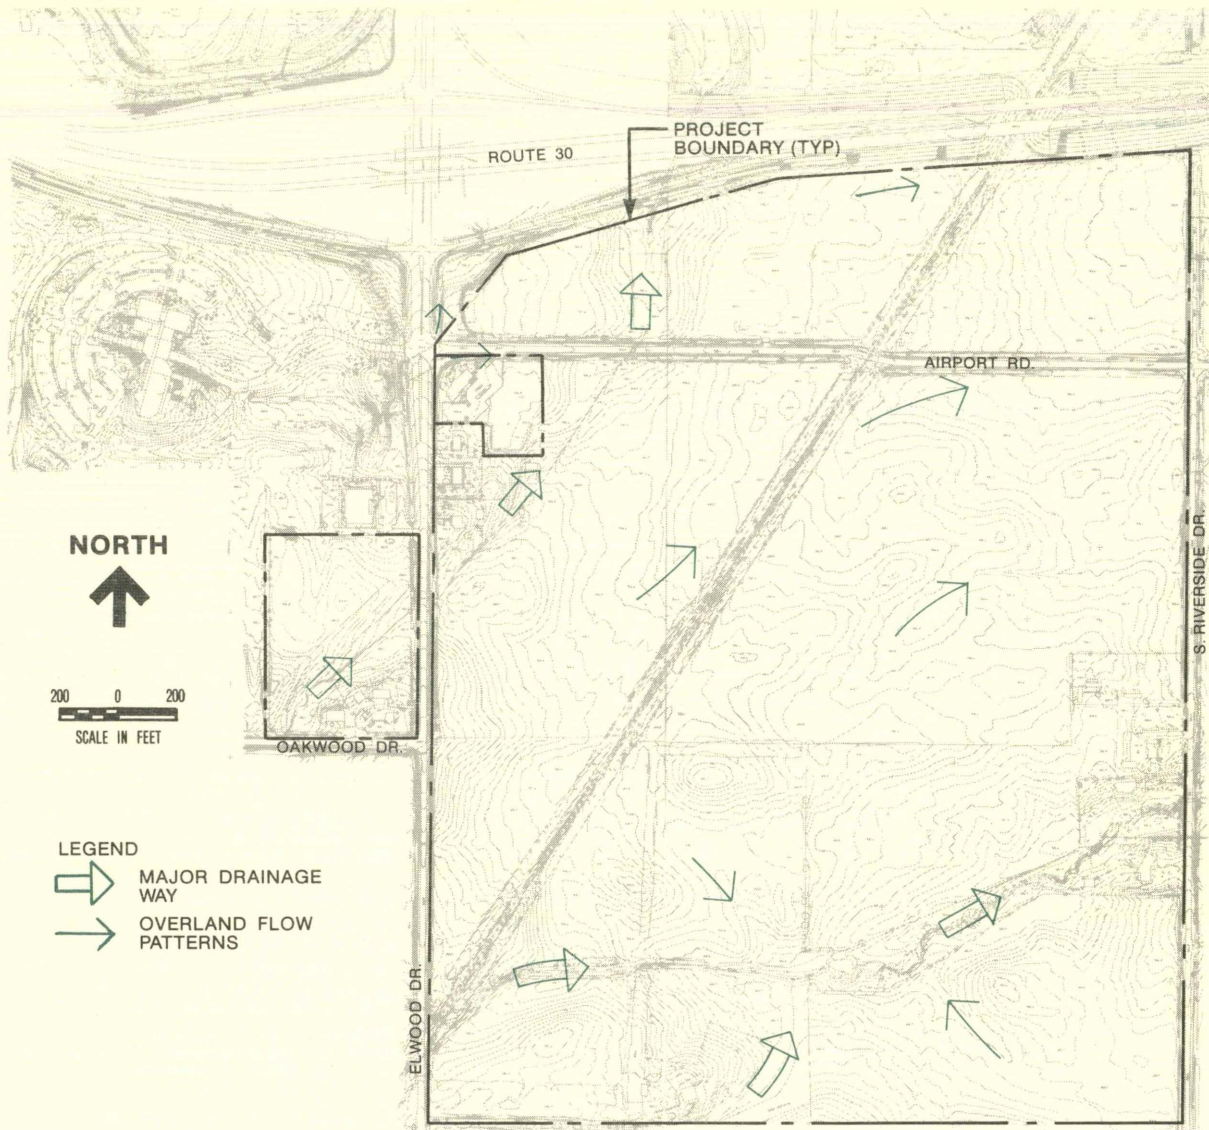 ROUTE 30
PROJECT
BOUNDARY (TYP)
AIRPORT RD.
NORTH
S. RIVERSIDE DR.
200 0 200
SCALE IN FEET
OAKWOOD DR.
LEGEND
MAJOR DRAINAGE
WAY
OVERLAND FLOW
PATTERNS
ELWOOD DR.